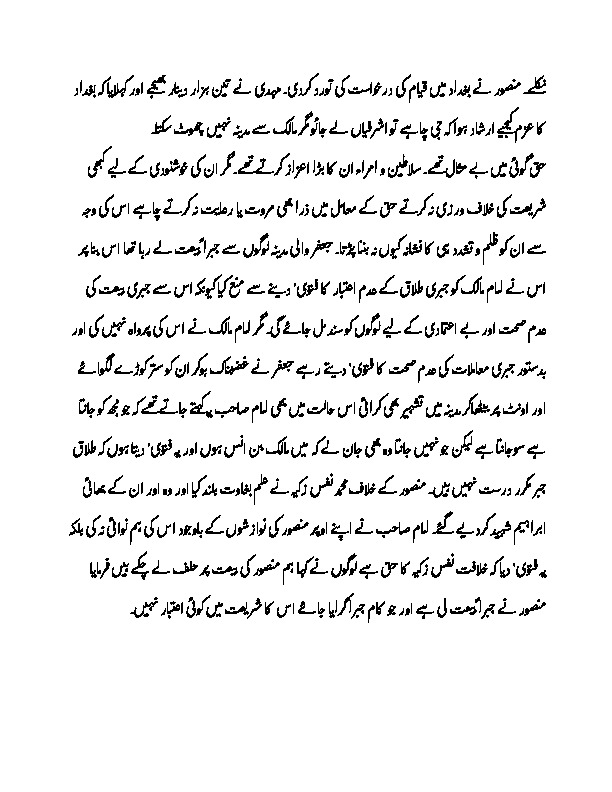 نکلے۔ منصور نے بغداد میں قیام کی درخواست کی تو رد کردی۔ مہدی نے تین ہزار دینار بھیجے اور کہلایا کہ بغداد
کا عزم کیجیے ارشاد ہوا کہ جی چاہے تو اشرفیاں لے جائو مگر مالک سے مدینہ نہیں چھوٹ سکتا۔
حق گوئی میں بے مثال تھے۔ سلاطین و امراء ان کا بڑا اعزاز کرتے تھے۔ مگر ان کی خوشنودی کے لیے کبھی
شریعت کی خلاف ورزی نہ کرتے حق کے معاملہ میں ذرا بھی مروت یا رعایت نہ کرتے چاہے اس کی وجہ
سے ان کو ظلم و تشدد ہی کا نشانہ کیوں نہ بننا پڑتا۔ جعفر والی مدینہ لوگوں سے جبراً بیعت لے رہا تھا اس بنا پر
اس نے امام مالک کو جبری طلاق کے عدم اعتبار کا فتویٰ دینے سے منع کیا کیونکہ اس سے جبری بیعت کی
عدم صحت اور بے اعتمادی کے لیے لوگوں کو سند مل جائے گی۔ مگر امام مالک نے اس کی پرواہ نہیں کی اور
بدستور جبری معاملات کی عدم صحت کا فتویٰ دیتے رہے جعفر نے غضبناک ہوکر ان کو ستر کوڑے لگوائے
اور اونٹ پر بٹھا کر مدینہ میں تشہیر بھی کرائی اس حالت میں بھی امام صاحب یہ کہتے جاتے تھے کہ جو مجھ کو جانتا
ہے سو جانتا ہے لیکن جو نہیں جانتا وہ بھی جان لے کہ میں مالک بن انس ہوں اور یہ فتویٰ دیتا ہوں کہ طلاق
جبر مکرر درست نہیں ہیں۔ منصور کے خلاف محمد نفس زکیہ نے علم بغاوت بلند کیا اور وہ اور ان کے بھائی
ابراہیم شہید کردیے گئے۔ امام صاحب نے اپنے اوپر منصور کی نوازشوں کے باوجود اس کی ہم نوائی نہ کی بلکہ
یہ فتویٰ دیا کہ خلافت نفس زکیہ کا حق ہے لوگوں نے کہا ہم منصور کی بیعت پر حلف لے چکے ہیں فرمایا
منصور نے جبراً بیعت لی ہے اور جو کام جبراً کرایا جائے اس کا شریعت میں کوئی اعتبار نہیں۔